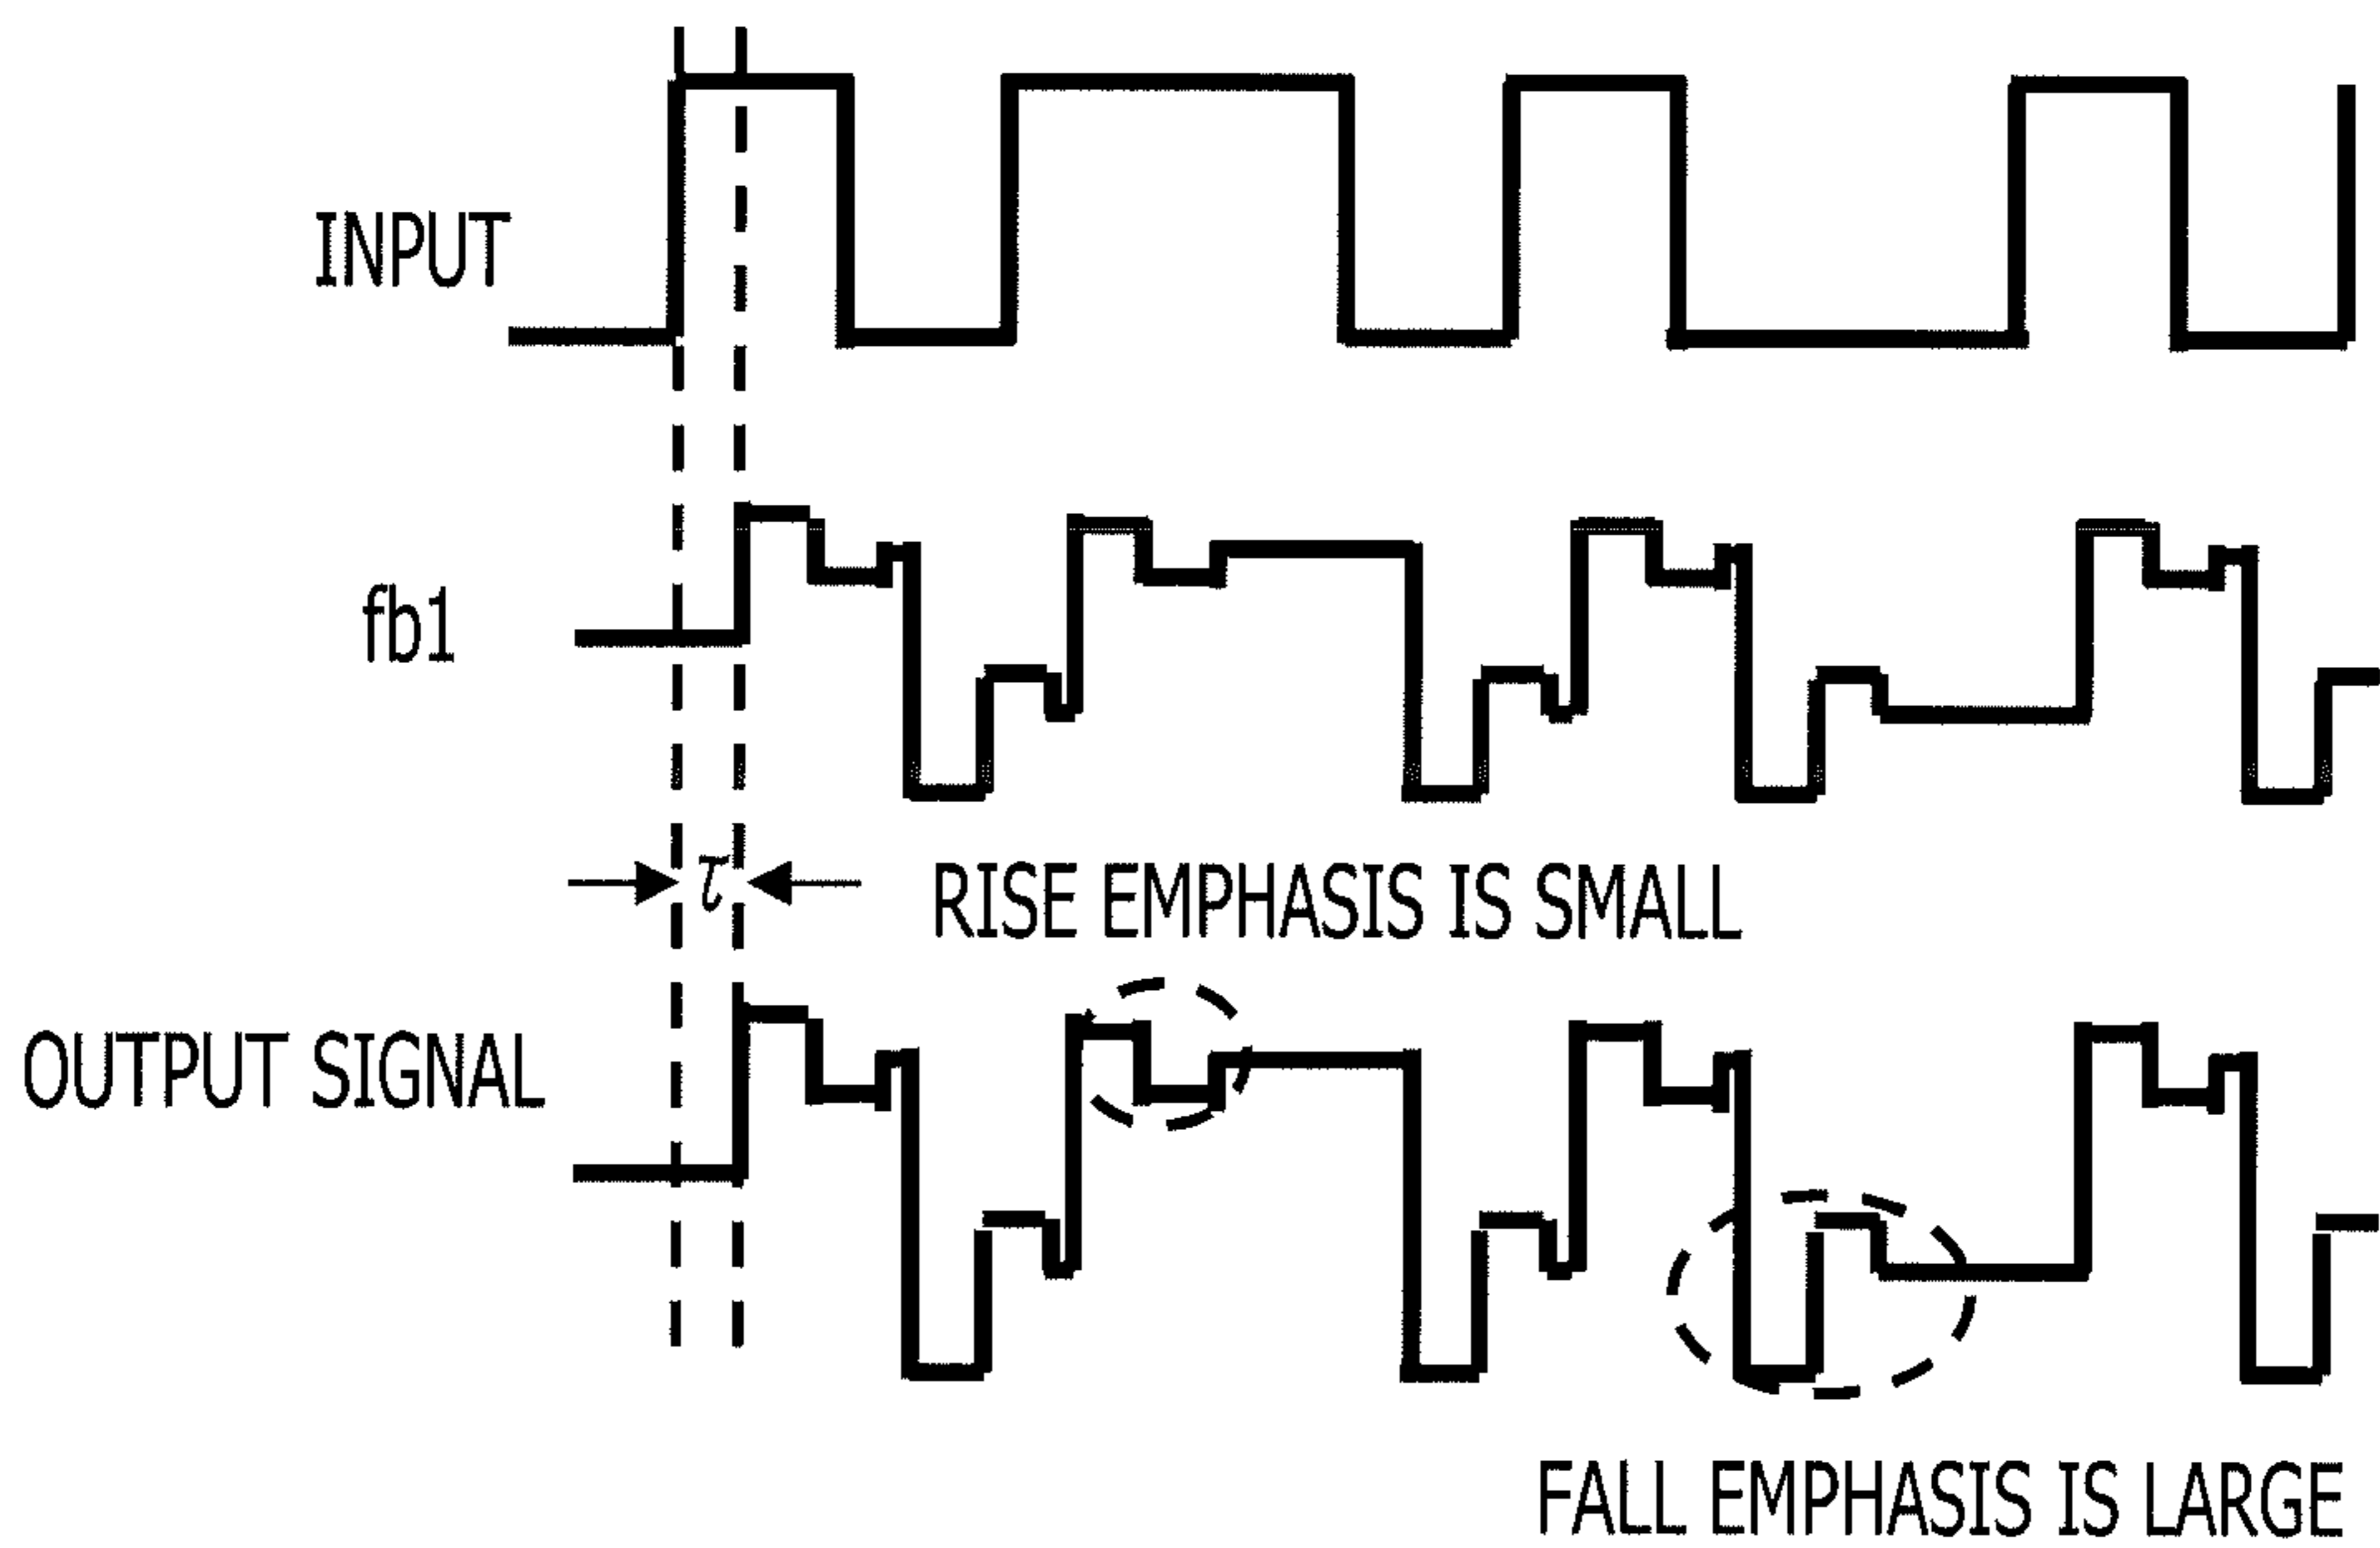 INPUT
fb1
τ
RISE EMPHASIS IS SMALL
OUTPUT SIGNAL
FALL EMPHASIS IS LARGE